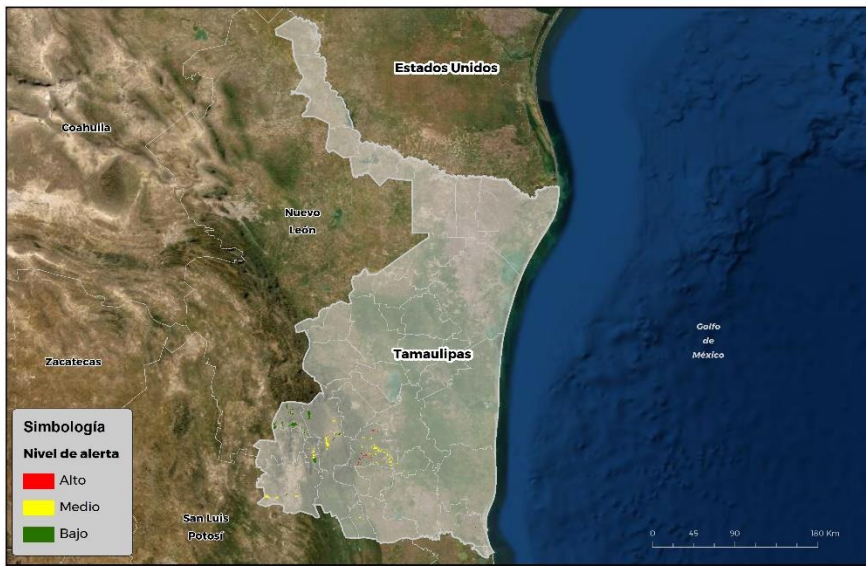 Estados Unidos
Coahuila
Nuevo
León
Golfo
de
México
Tamaulipas
Zacatecas
Simbología
Nivel de alerta
Alto
Medio
Bajo
San Luis
Potosí
0 45 90 180 Km